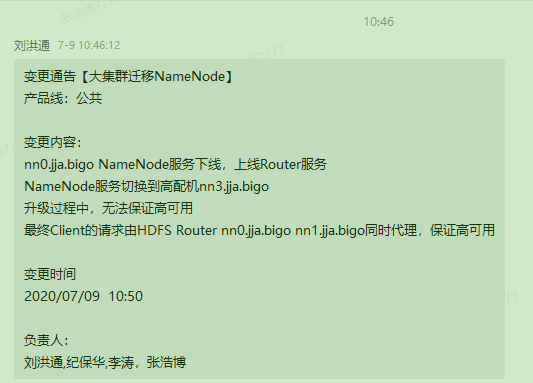 10:46
刘洪通 7-9 10:46:12
变更通告【大集群迁移NameNode】
产品线：公共
变更内容：
nn0.jja.bigo NameNode服务下线，上线Router服务
NameNode服务切换到高配机nn3.jja.bigo
升级过程中，无法保证高可用
最终Client的请求由HDFS Router nn0.jja.bigo nn1.jja.bigo同时代理，保证高可用
变更时间
2020/07/09 10:50
负责人：
刘洪通,纪保华,李涛，张浩博